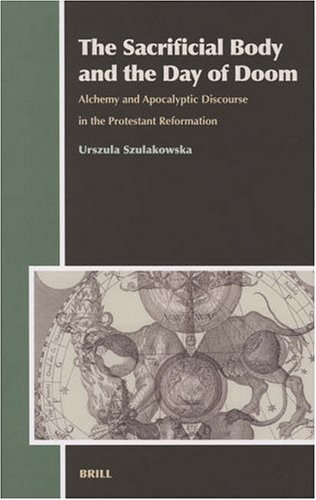 The Sacrificial Body
and the Day of Doom
Alchemy and Apocalyptic Discourse
in the Protestant Reformation
Urszula Szulakowska
BRILL